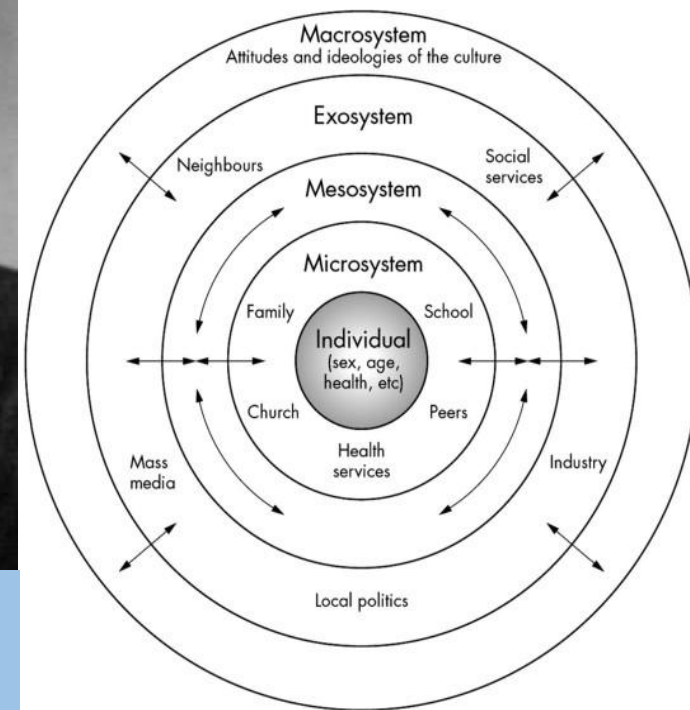 Macrosystem
Attitudes and ideologies of the culture
Exosystem
Neighbours
Social
services
Mesosystem
Microsystem
Family
School
Individual
(sex, age,
health, etc)
Church
Peers
Health
services
Mass
media
Industry
Local politics